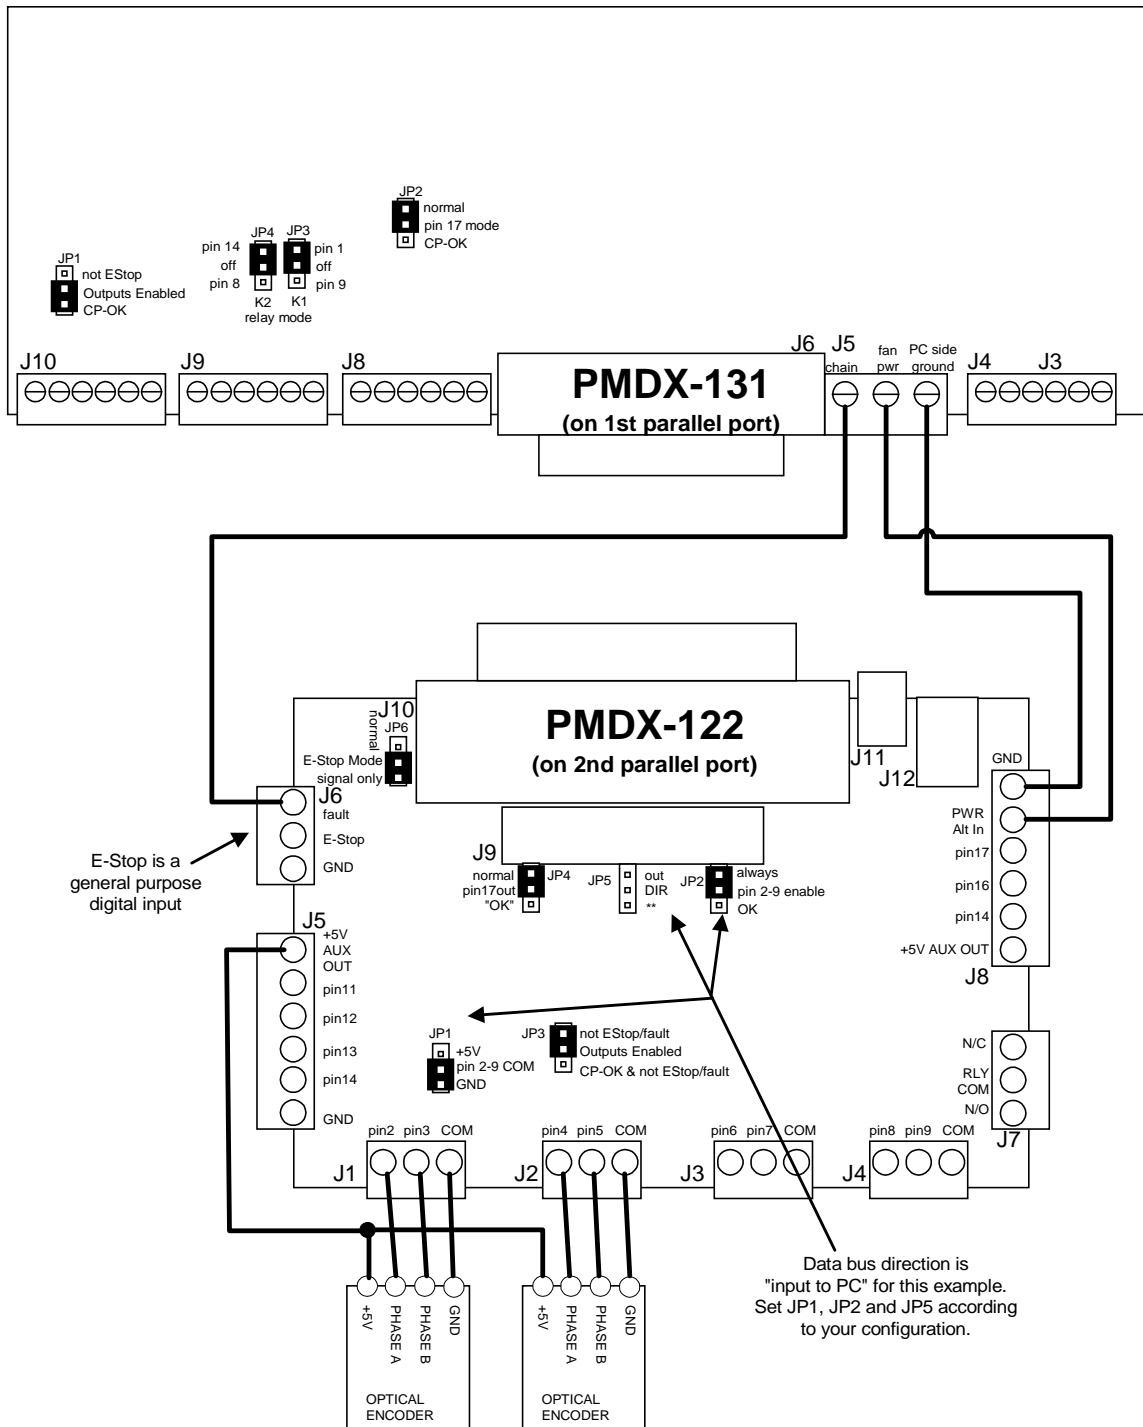 JP2
normal
pin 17 mode
CP-OK
JP4
JP3
pin 14
off
pin 8
pin 1
off
pin 9
K2
K1
relay mode
JP1
not EStop
Outputs Enabled
CP-OK
J10
J9
J8
J6
J5
chain
fan
pwr
PC side
ground
J4
J3
PMDX-131
(on 1st parallel port)
PMDX-122
(on 2nd parallel port)
J10
normal
JP6
E-Stop Mode
signal only
J11
J12
J6
fault
E-Stop
GND
E-Stop is a
general purpose
digital input
GND
PWR
Alt In
pin17
pin16
pin14
+5V AUX OUT
J8
J9
normal
pin17out
"OK"
JP4
JP5
out
DIR
**
JP2
always
pin 2-9 enable
OK
J5
+5V
AUX
OUT
pin11
pin12
pin13
pin14
GND
JP1
+5V
pin 2-9 COM
GND
JP3
not EStop/fault
Outputs Enabled
CP-OK & not EStop/fault
N/C
RLY
COM
N/O
J7
J1
pin2
pin3
COM
J2
pin4
pin5
COM
J3
pin6
pin7
COM
J4
pin8
pin9
COM
Data bus direction is
"input to PC" for this example.
Set JP1, JP2 and JP5 according
to your configuration.
+5V
PHASE A
PHASE B
GND
OPTICAL
ENCODER
+5V
PHASE A
PHASE B
GND
OPTICAL
ENCODER